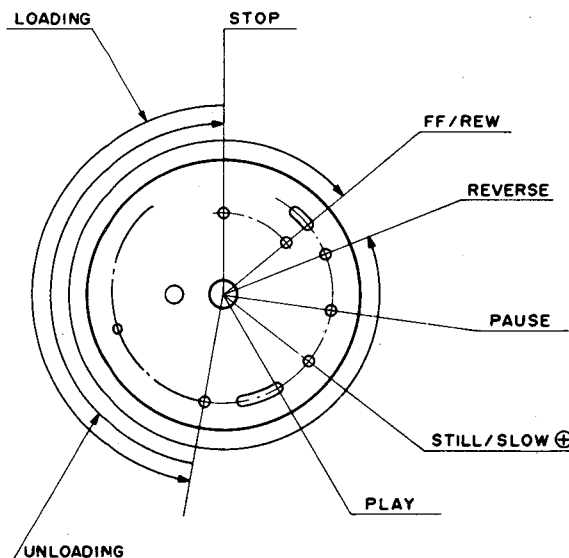 LOADING
STOP
FF/REW
REVERSE
PAUSE
STILL/SLOW ⊕
PLAY
UNLOADING